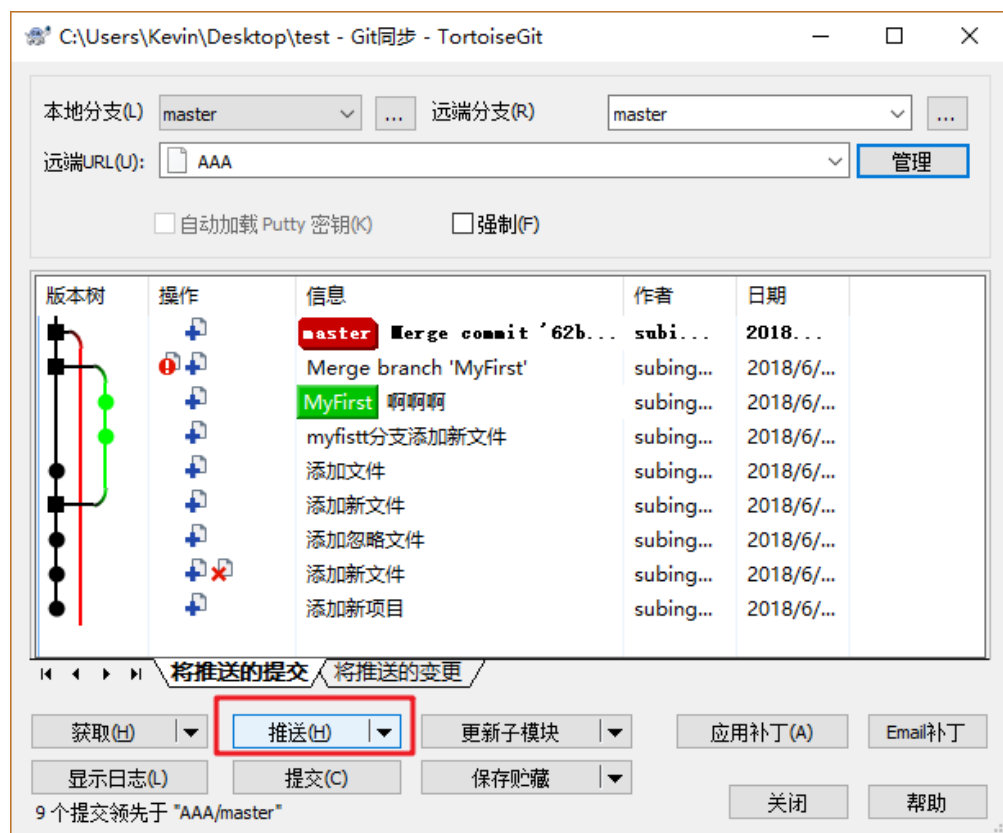 C:\Users\Kevin\Desktop\test - Git同步 - TortoiseGit
本地分支(L) master ... 远端分支(R) master ...
远端URL(U): AAA 管理
自动加载 Putty 密钥(K) 强制(F)
版本树 操作 信息 作者 日期
master Merge commit '62b... subi... 2018...
Merge branch 'MyFirst' subing... 2018/6/...
MyFirst 啊啊啊 subing... 2018/6/...
myfistt分支添加新文件 subing... 2018/6/...
添加文件 subing... 2018/6/...
添加新文件 subing... 2018/6/...
添加忽略文件 subing... 2018/6/...
添加新文件 subing... 2018/6/...
添加新项目 subing... 2018/6/...
将推送的提交 将推送的变更
获取(H) 推送(H) 更新子模块 应用补丁(A) Email补丁
显示日志(L) 提交(C) 保存贮藏
9 个提交领先于 "AAA/master" 关闭 帮助